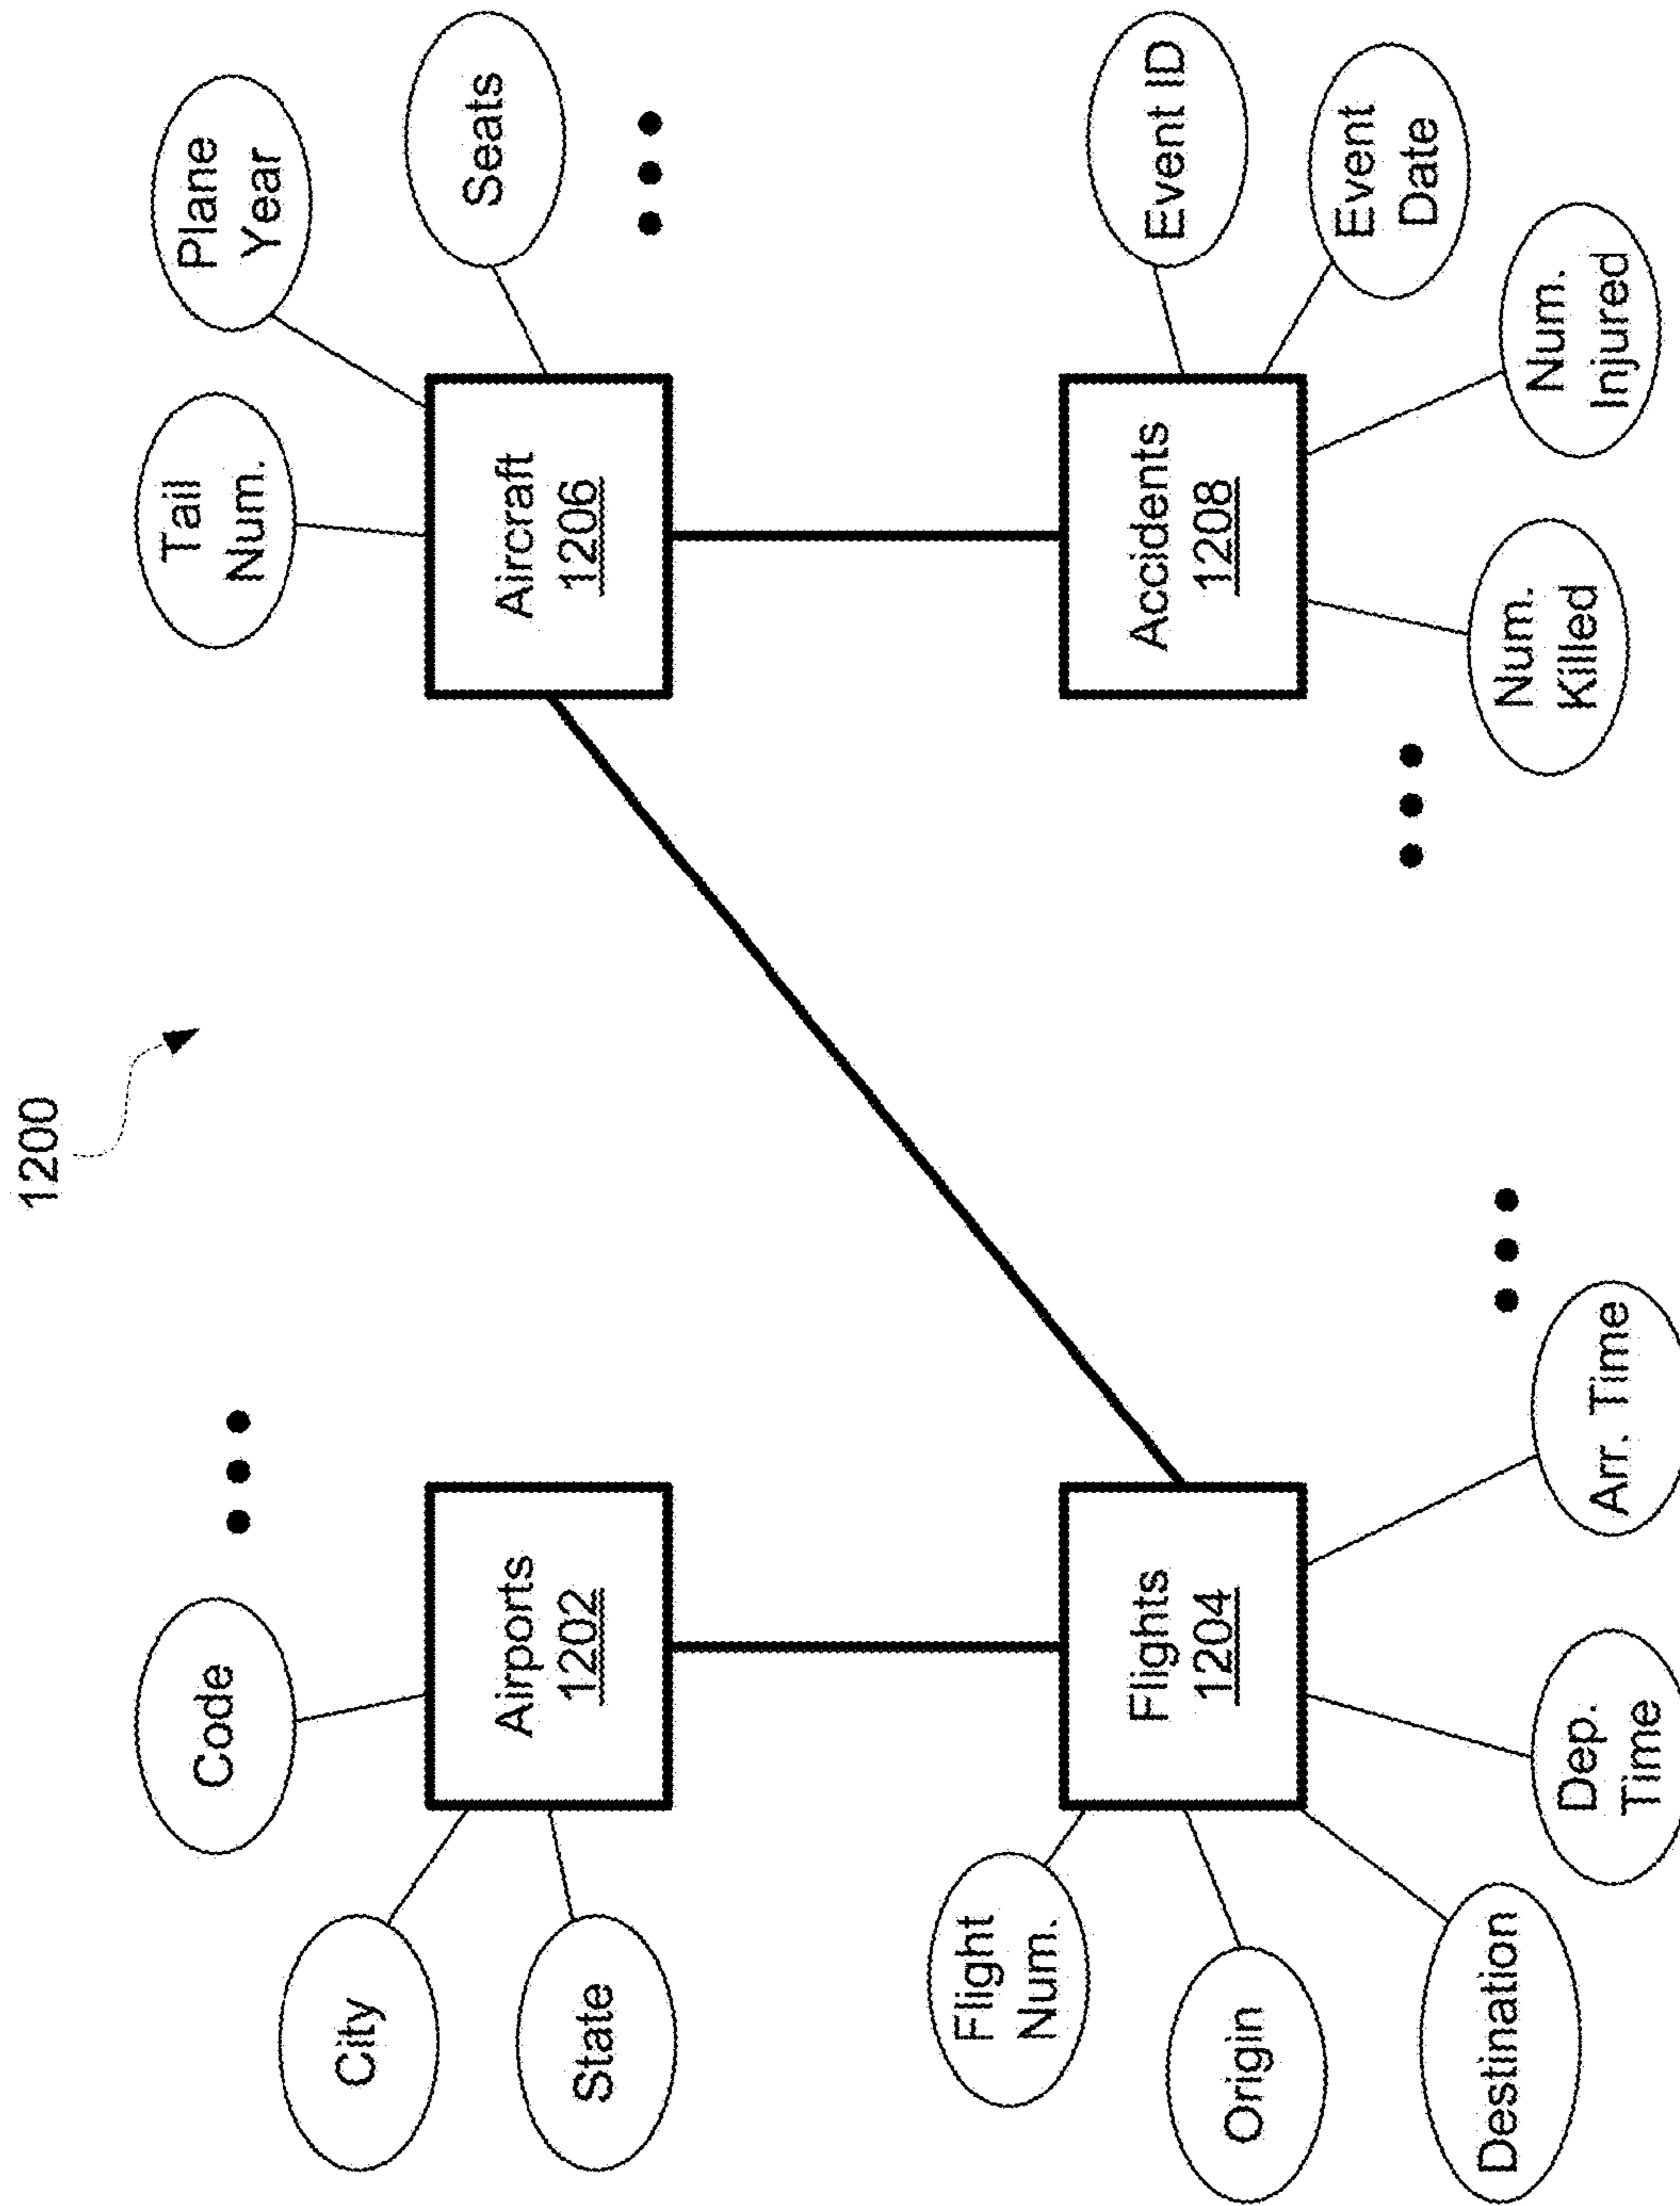 1200
Code
City
State
Airports
1202
Tail
Num.
Plane
Year
Seats
Aircraft
1206
Flight
Num.
Origin
Destination
Dep.
Time
Arr. Time
Flights
1204
Accidents
1208
Event ID
Event
Date
Num.
Injured
Num.
Killed